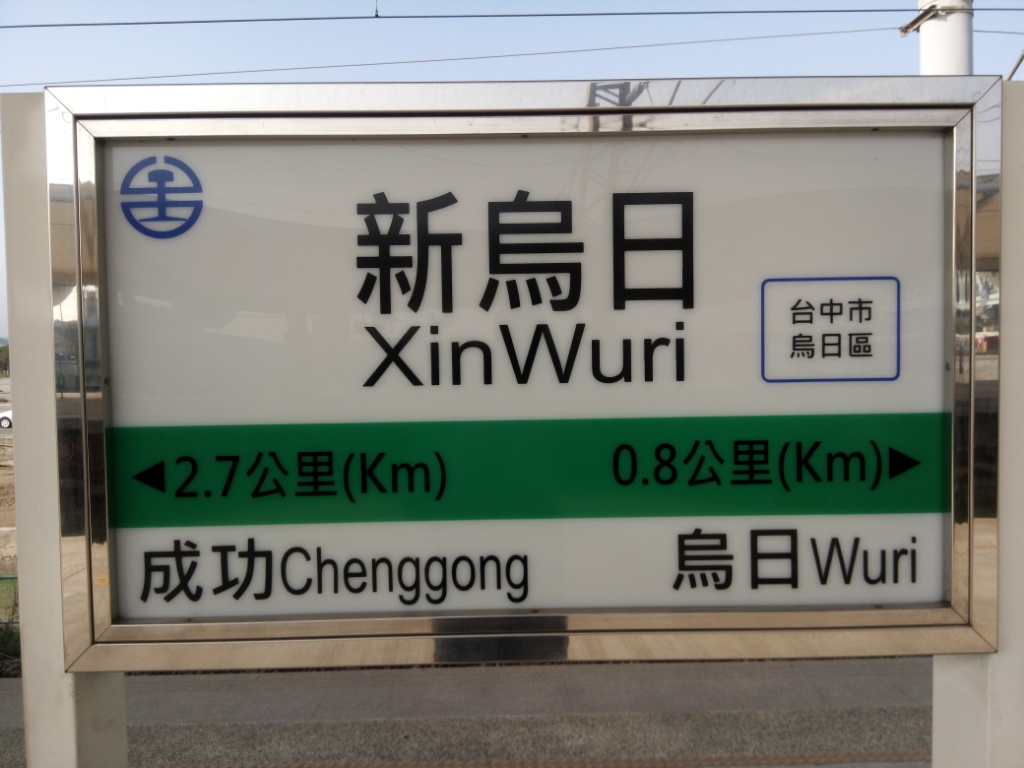 新烏日
XinWuri
台中市
烏日區
◀2.7公里(Km)
0.8公里(Km)▶
成功Chenggong
烏日Wuri